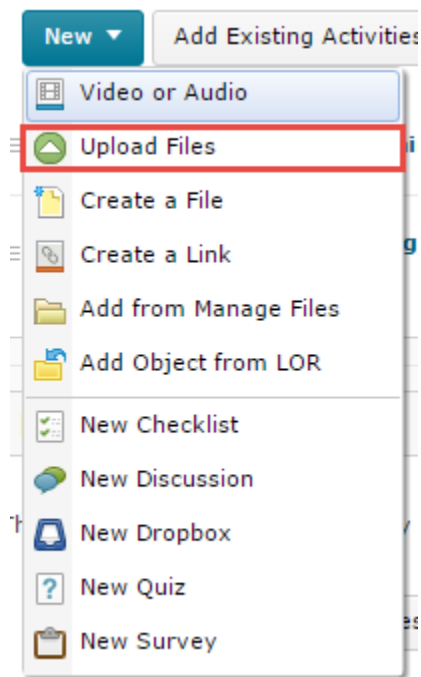 New Add Existing Activities
Video or Audio
Upload Files
Create a File
Create a Link
Add from Manage Files
Add Object from LOR
New Checklist
New Discussion
New Dropbox
New Quiz
? New Survey